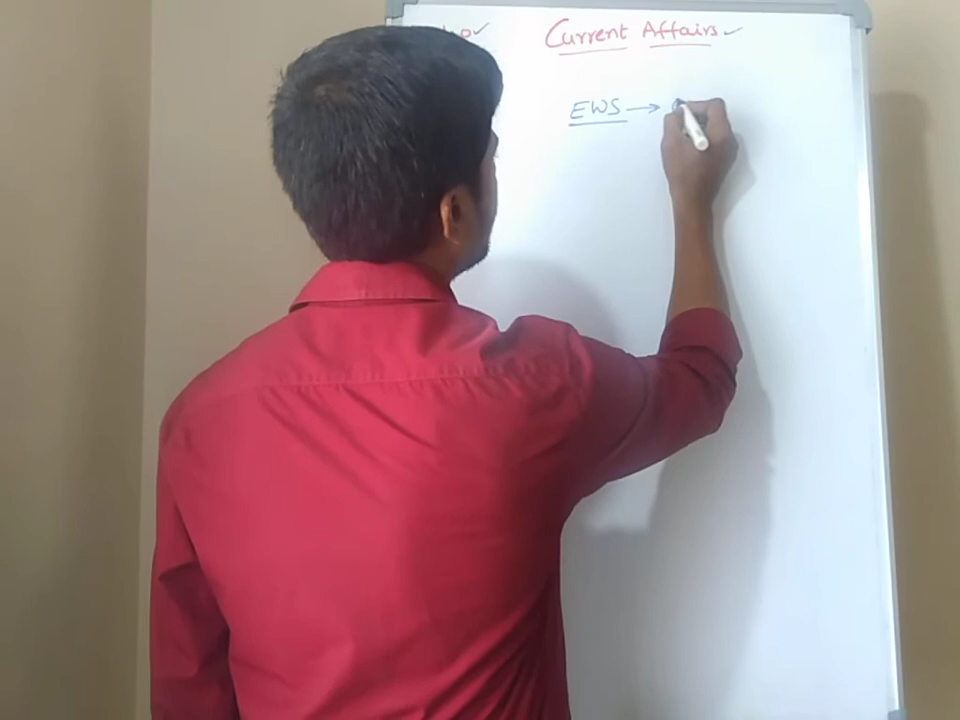 Current Affairs ✓
EWS →